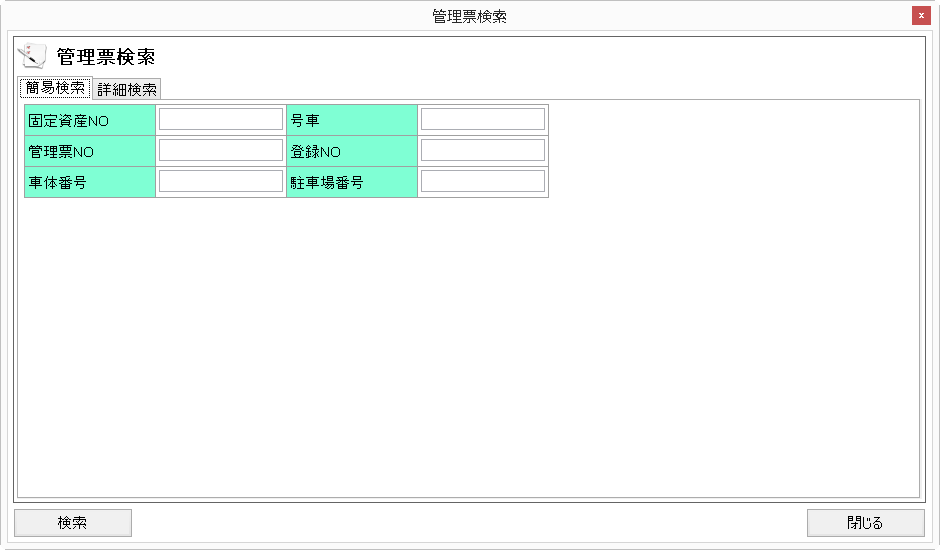 管理票検索
x
管理票検索
簡易検索 詳細検索
固定資産NO 号車
管理票NO 登録NO
車体番号 駐車場番号
検索 閉じる